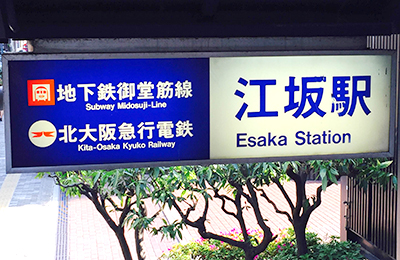 地下鉄御堂筋線
Subway Midosuji-Line
北大阪急行電鉄
Kita-Osaka Kyuko Railway
江坂駅
Esaka Station